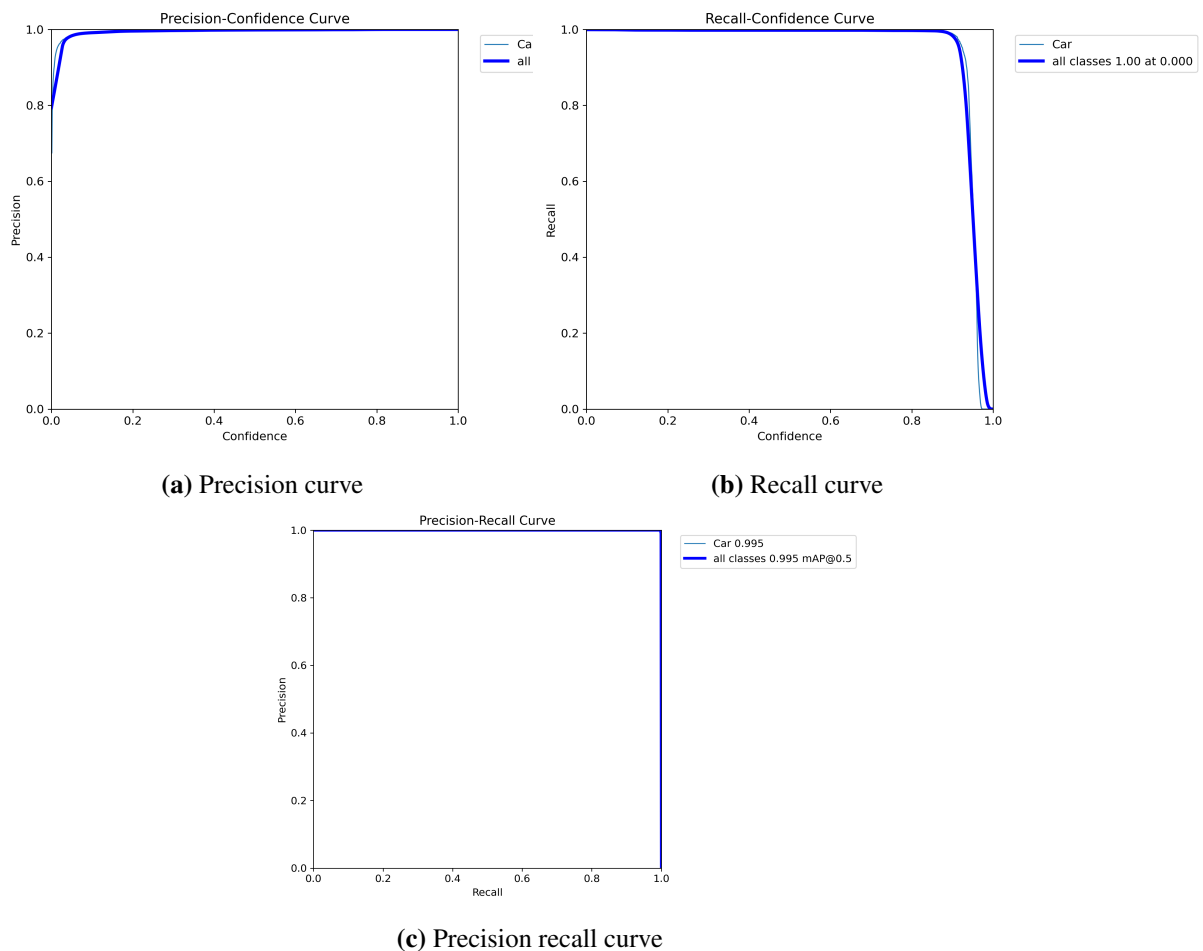 Precision-Confidence Curve
1.0
0.8
0.6
0.4
0.2
0.0
Precision
0.0 0.2 0.4 0.6 0.8 1.0
Confidence
Ca
all
(a) Precision curve
Recall-Confidence Curve
1.0
0.8
0.6
0.4
0.2
0.0
Recall
0.0 0.2 0.4 0.6 0.8 1.0
Confidence
Car
all classes 1.00 at 0.000
(b) Recall curve
Precision-Recall Curve
1.0
0.8
0.6
0.4
0.2
0.0
Precision
0.0 0.2 0.4 0.6 0.8 1.0
Recall
Car 0.995
all classes 0.995 mAP@0.5
(c) Precision recall curve